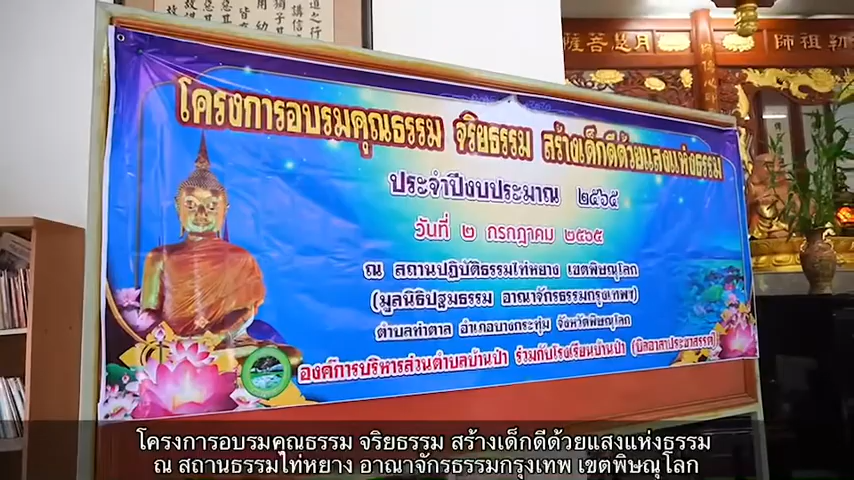 โครงการอบรมคุณธรรม จริยธรรม สร้างเด็กดีด้วยแสงแห่งธรรม
ประจำปีงบประมาณ ๒๕๖๕
วันที่ ๒ กรกฎาคม ๒๕๖๕
ณ สถานปฏิบัติธรรมไท่หยาง เขตพิษณุโลก
(มูลนิธิปฐมธรรม อาณาจักรธรรมกรุงเทพฯ)
ตำบลท่าตาล อำเภอบางกระทุ่ม จังหวัดพิษณุโลก
องค์การบริหารส่วนตำบลบ้านป่า ร่วมกับโรงเรียนบ้านป่า (นิลอาสาประชาสรรค์)
โครงการอบรมคุณธรรม จริยธรรม สร้างเด็กดีด้วยแสงแห่งธรรม
ณ สถานธรรมไท่หยาง อาณาจักรธรรมกรุงเทพ เขตพิษณุโลก